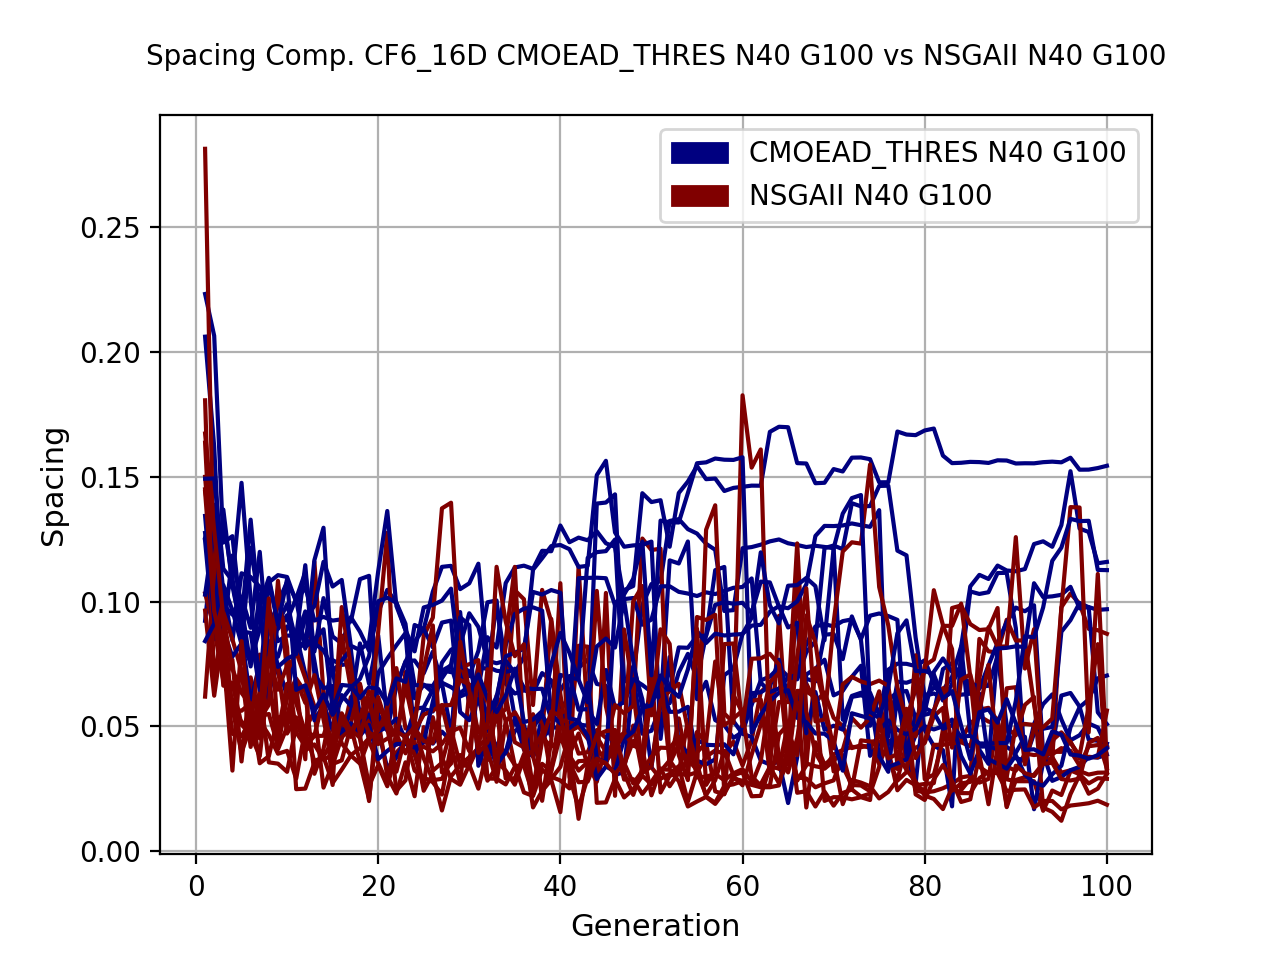 Spacing Comp. CF6_16D CMOEAD_THRES N40 G100 vs NSGAII N40 G100
CMOEAD_THRES N40 G100
NSGAII N40 G100
0.25
0.20
0.15
0.10
0.05
0.00
Spacing
0 20 40 60 80 100
Generation